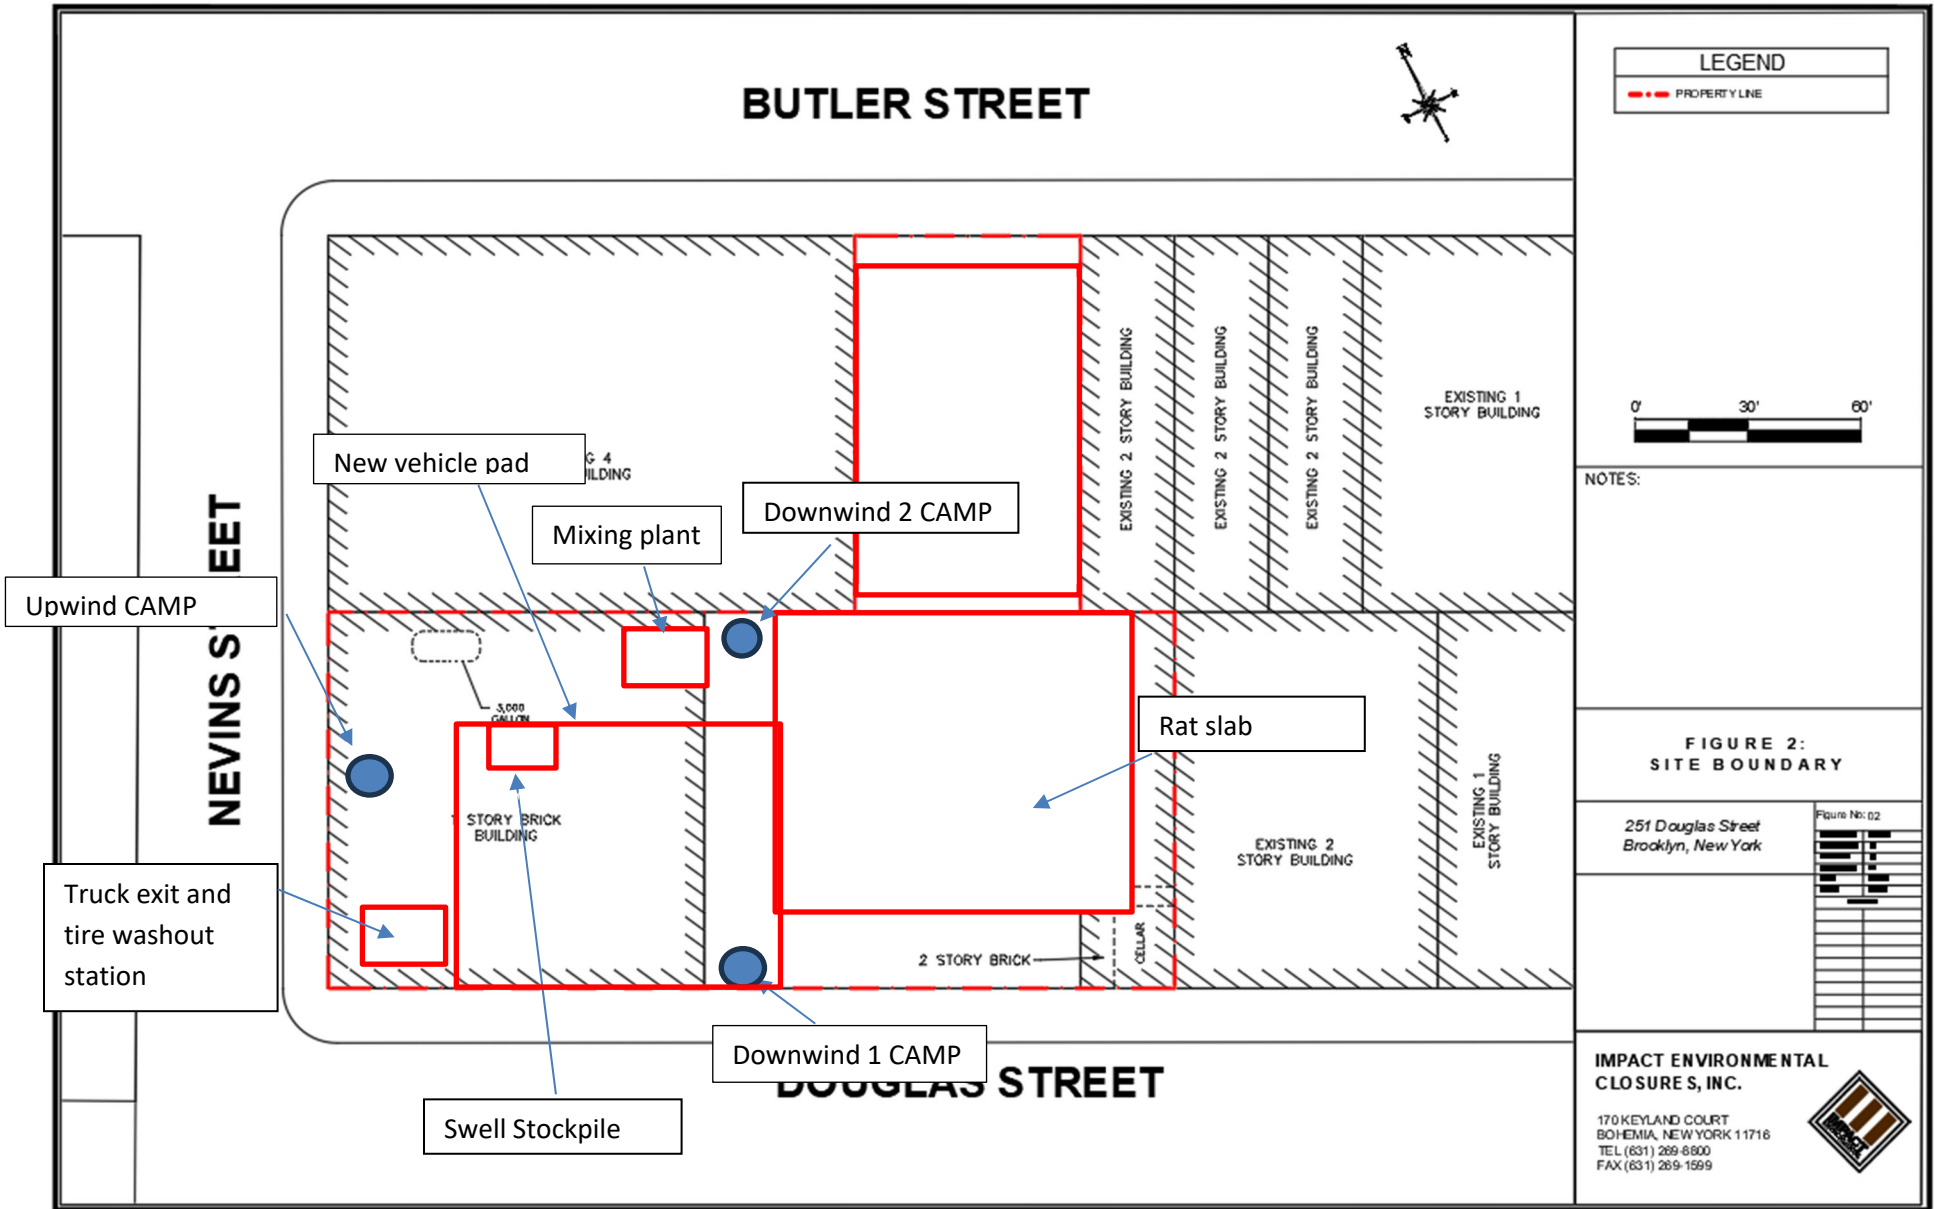 BUTLER STREET
N
LEGEND
PROPERTY LINE
0' 30' 60'
NOTES:
EXISTING 2 STORY BUILDING
EXISTING 2 STORY BUILDING
EXISTING 2 STORY BUILDING
EXISTING 1
STORY BUILDING
New vehicle pad
G 4
ILDING
Mixing plant
Downwind 2 CAMP
Upwind CAMP
NEVINS STREET
3,000
GALLON
Rat slab
STORY BRICK
BUILDING
EXISTING 2
STORY BUILDING
EXISTING 1
STORY BUILDING
Truck exit and
tire washout
station
2 STORY BRICK
CELLAR
Downwind 1 CAMP
DOUGLAS STREET
Swell Stockpile
FIGURE 2:
SITE BOUNDARY
251 Douglas Street
Brooklyn, New York
Figure No: 02
IMPACT ENVIRONMENTAL
CLOSURES, INC.
170 KEYLAND COURT
BOHEMIA, NEW YORK 11716
TEL (631) 269-8800
FAX (631) 269-1599
IMPACT